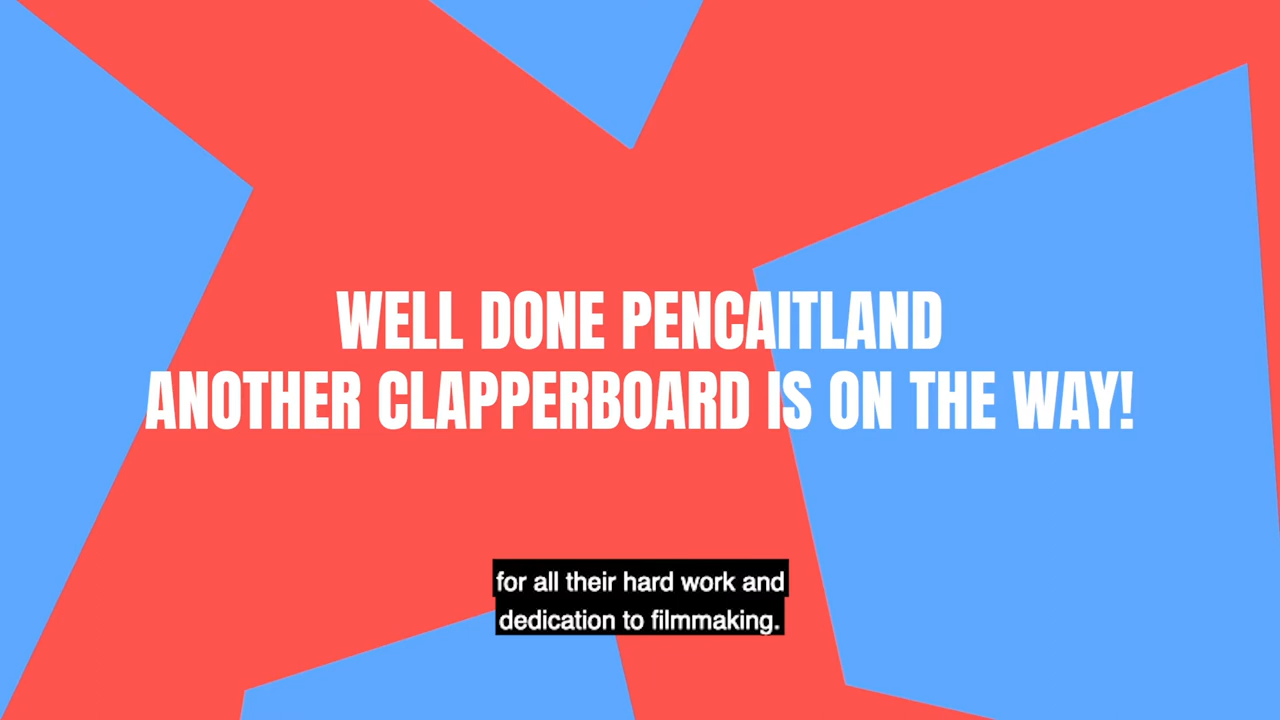 WELL DONE PENCAITLAND
ANOTHER CLAPPERBOARD IS ON THE WAY!
for all their hard work and
dedication to filmmaking.